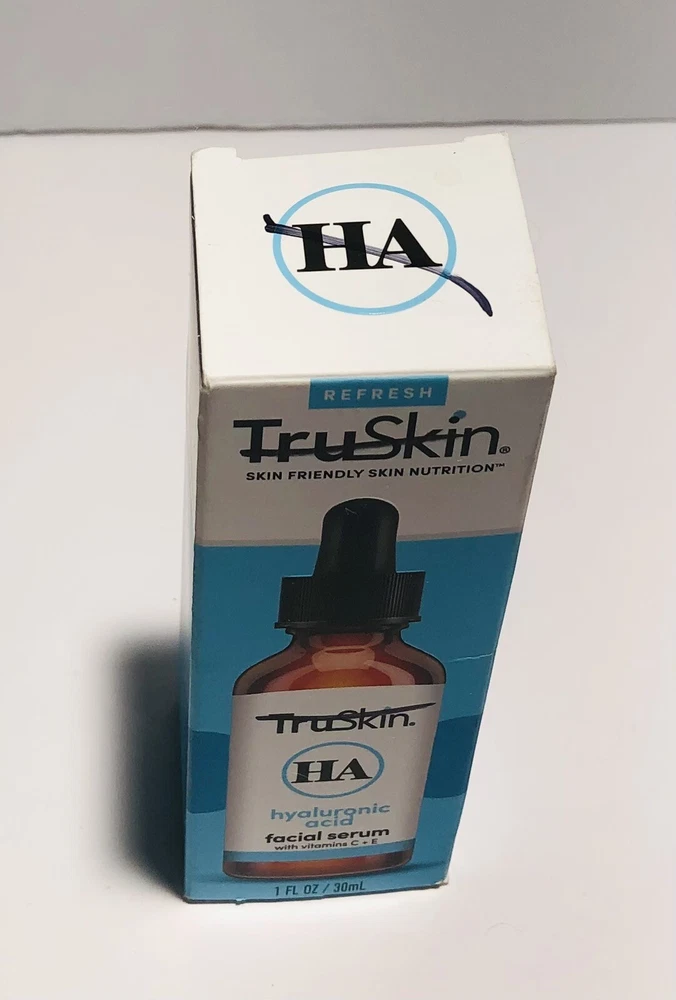 HA
REFRESH
TruSkin®
SKIN FRIENDLY SKIN NUTRITION™
TruSkin®
HA
hyaluronic
acid
facial serum
with vitamins C + E
1 FL OZ / 30mL